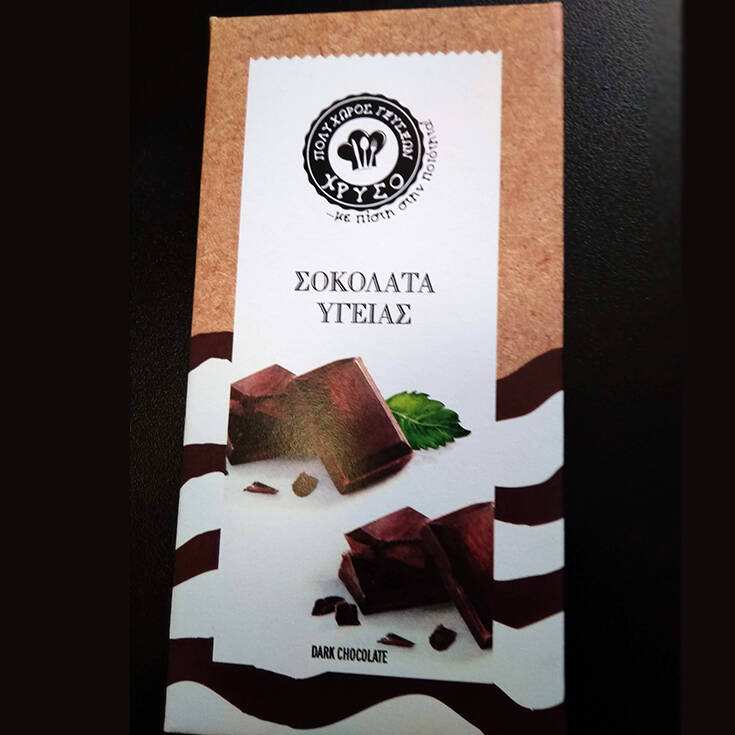 ΠΟΛΥΧΩΡΟΣ ΓΕΥΣΕΩΝ
ΧΡΥΣΟ
...με πίστη στην ποιότητα!
ΣΟΚΟΛΑΤΑ
ΥΓΕΙΑΣ
DARK CHOCOLATE